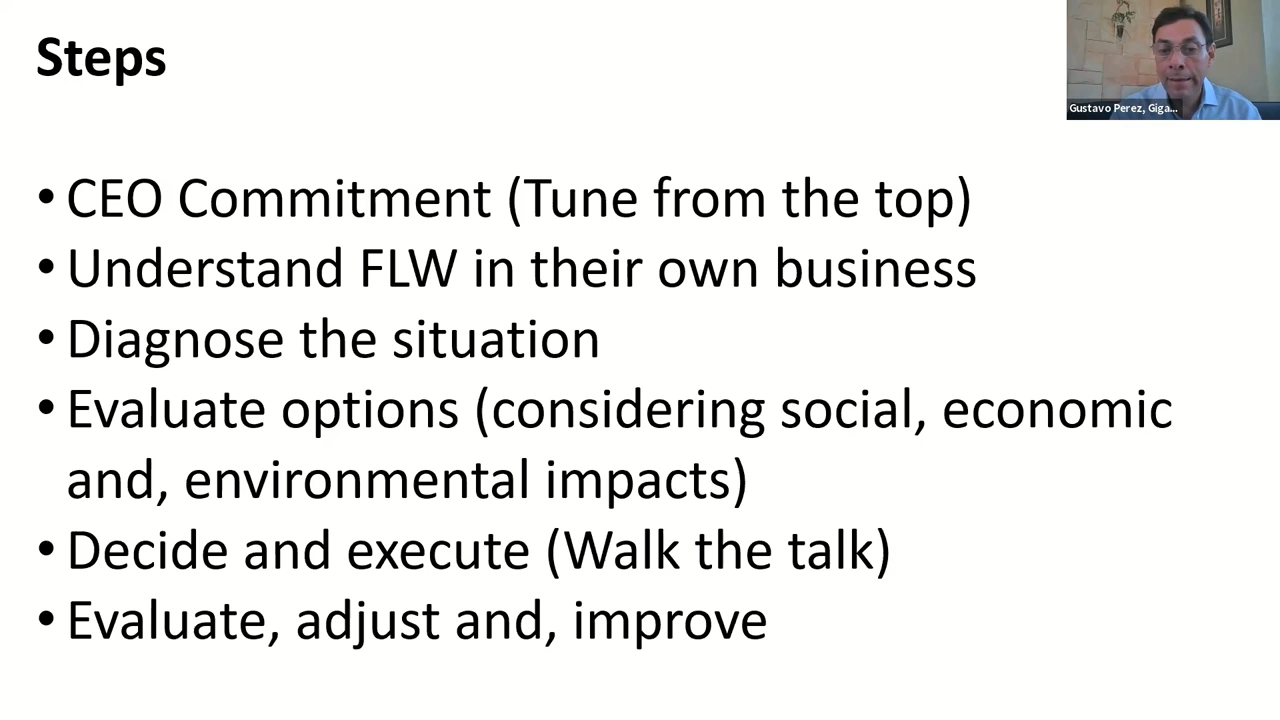 Steps
Gustavo Perez, Giga...
• CEO Commitment (Tune from the top)
• Understand FLW in their own business
• Diagnose the situation
• Evaluate options (considering social, economic
and, environmental impacts)
• Decide and execute (Walk the talk)
• Evaluate, adjust and, improve